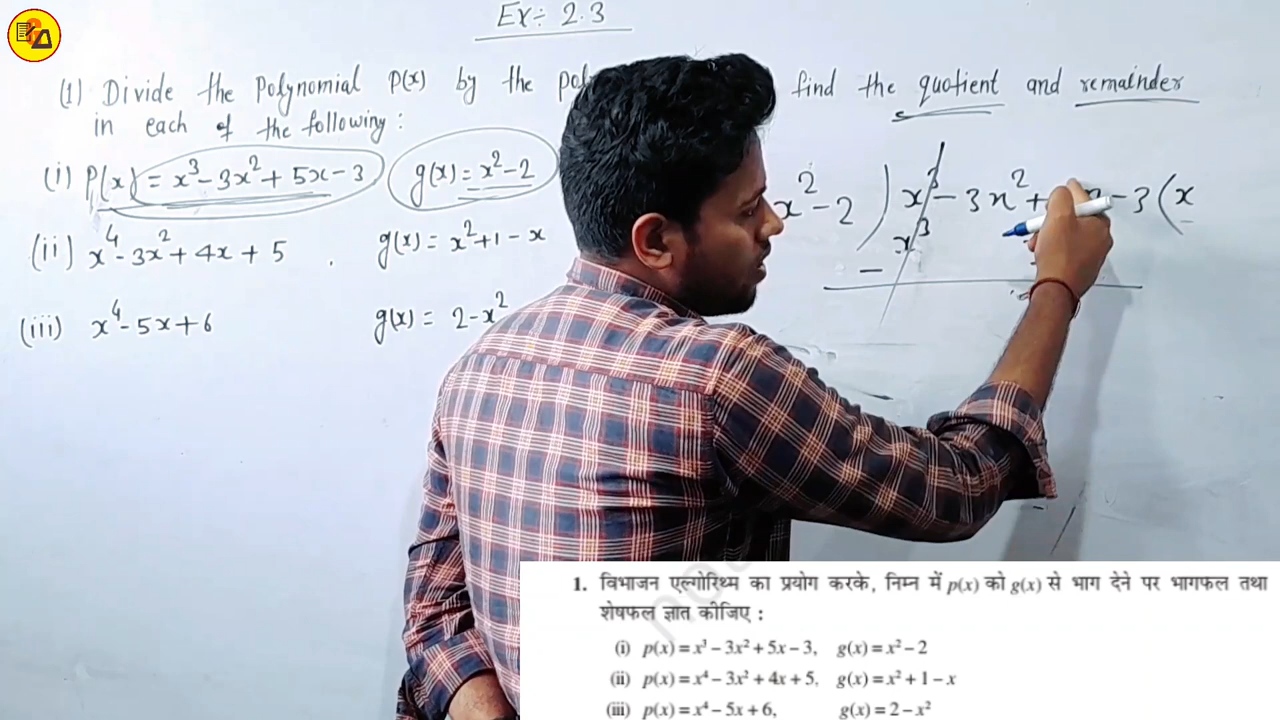 Ex÷ 2.3
(1) Divide the Polynomial P(x) by the find the quotient and remainder
in each of the following:
(i) P(x) = x³-3x²+5x-3 g(x) = x²-2
(ii) x⁴-3x²+4x+5 g(x) = x²+1-x
(iii) x⁴-5x+6 g(x) = 2-x²
x²-2 ) x³-3x²+ -3 (x
-x³
1. विभाजन एल्गोरिथ्म का प्रयोग करके, निम्न में p(x) को g(x) से भाग देने पर भागफल तथा
शेषफल ज्ञात कीजिए :
(i) p(x) = x³ – 3x² + 5x – 3, g(x) = x² – 2
(ii) p(x) = x⁴ – 3x² + 4x + 5, g(x) = x² + 1 – x
(iii) p(x) = x⁴ – 5x + 6, g(x) = 2 – x²